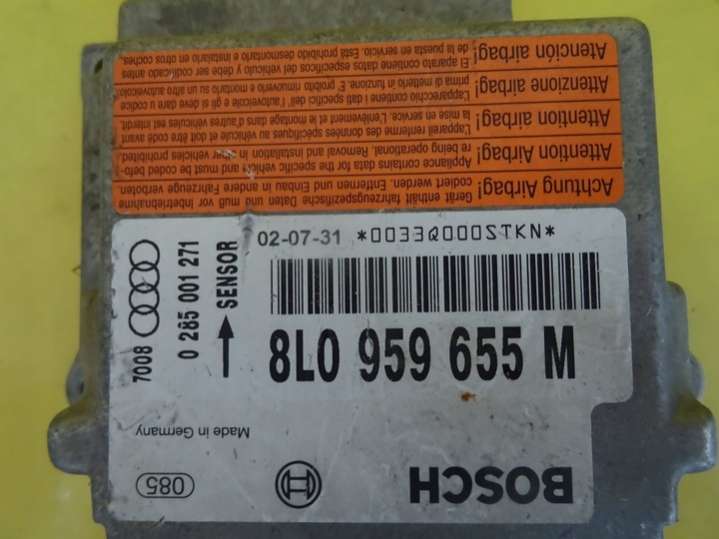 Achtung Airbag! Gerät enthält fahrzeugspezifische Daten und muß vor Inbetriebnahme
codiert werden. Entfernen und Einbau in andere Fahrzeuge verboten.
Attention Airbag! Appliance contains data for the specific vehicle and must be coded befo-
re being operational. Removal and installation in other vehicles prohibited.
Attention airbag! L'appareil renferme des données spécifiques au véhicule et doit être codé avant
la mise en service. L'enlèvement et le montage dans d'autres véhicules est interdit.
Attenzione airbag! L'apparecchio contiene i dati specifici dell'autoveicolo e gli si deve dare u codice
prima di metterlo in funzione. E' proibito rimuoverlo e montarlo su un altro autoveicolo
Atención airbag! El aparato contiene datos específicos del vehículo y debe ser codificado antes
de la puesta en servicio. Está prohibido desmontarlo e instalarlo en otros coches.
02-07-31
7008
0 285 001 271
SENSOR
8L0 959 655 M
Made in Germany
085
BOSCH